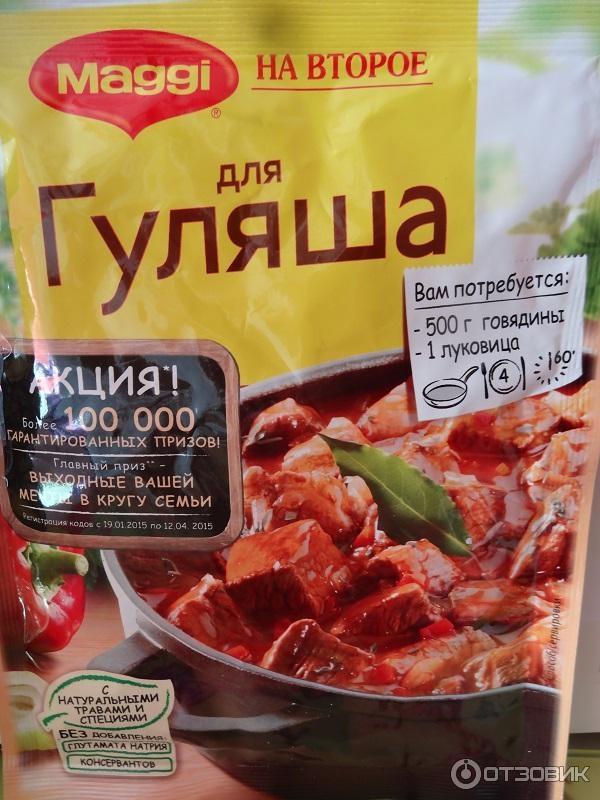 Maggi ®
НА ВТОРОЕ
для
Гуляша
Вам потребуется:
- 500 г говядины
- 1 луковица
4
60'
АКЦИЯ*!
Более 100 000
ГАРАНТИРОВАННЫХ ПРИЗОВ!
Главный приз** -
ВЫХОДНЫЕ ВАШЕЙ
МЕЧТЫ В КРУГУ СЕМЬИ
Регистрация кодов с 19.01.2015 по 12.04. 2015
С
НАТУРАЛЬНЫМИ
ТРАВАМИ И
СПЕЦИЯМИ
БЕЗ ДОБАВЛЕНИЯ:
ГЛУТАМАТА НАТРИЯ
КОНСЕРВАНТОВ
ОТЗОВИК